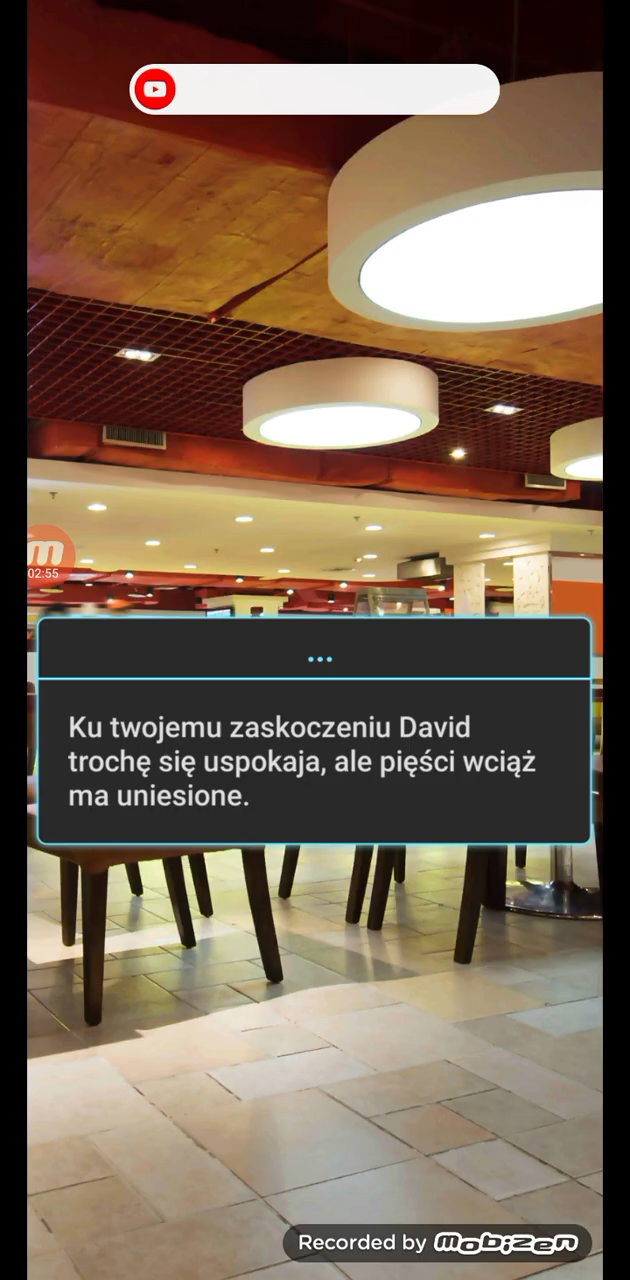 m
02:55
...
Ku twojemu zaskoczeniu David
trochę się uspokaja, ale pięści wciąż
ma uniesione.
Recorded by mobizen